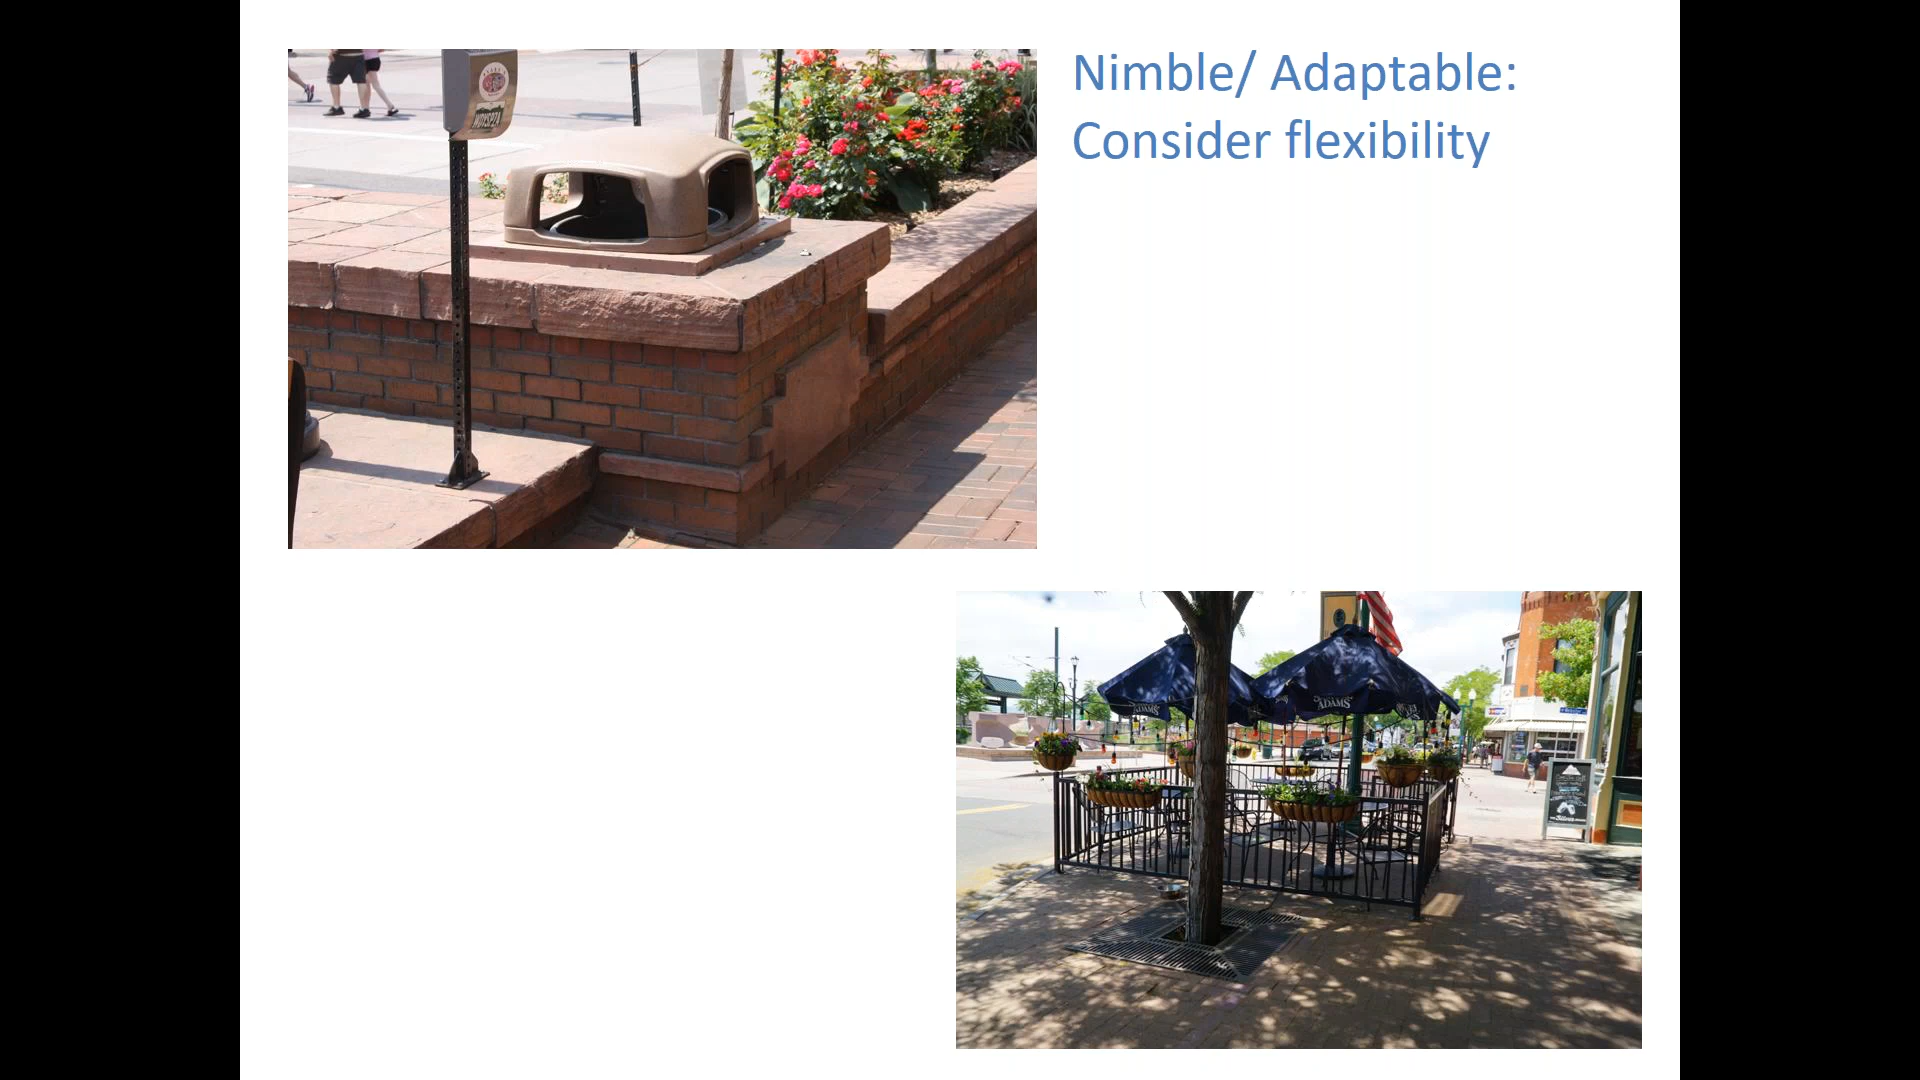 Nimble/ Adaptable:
Consider flexibility
ADAMS
ADAMS